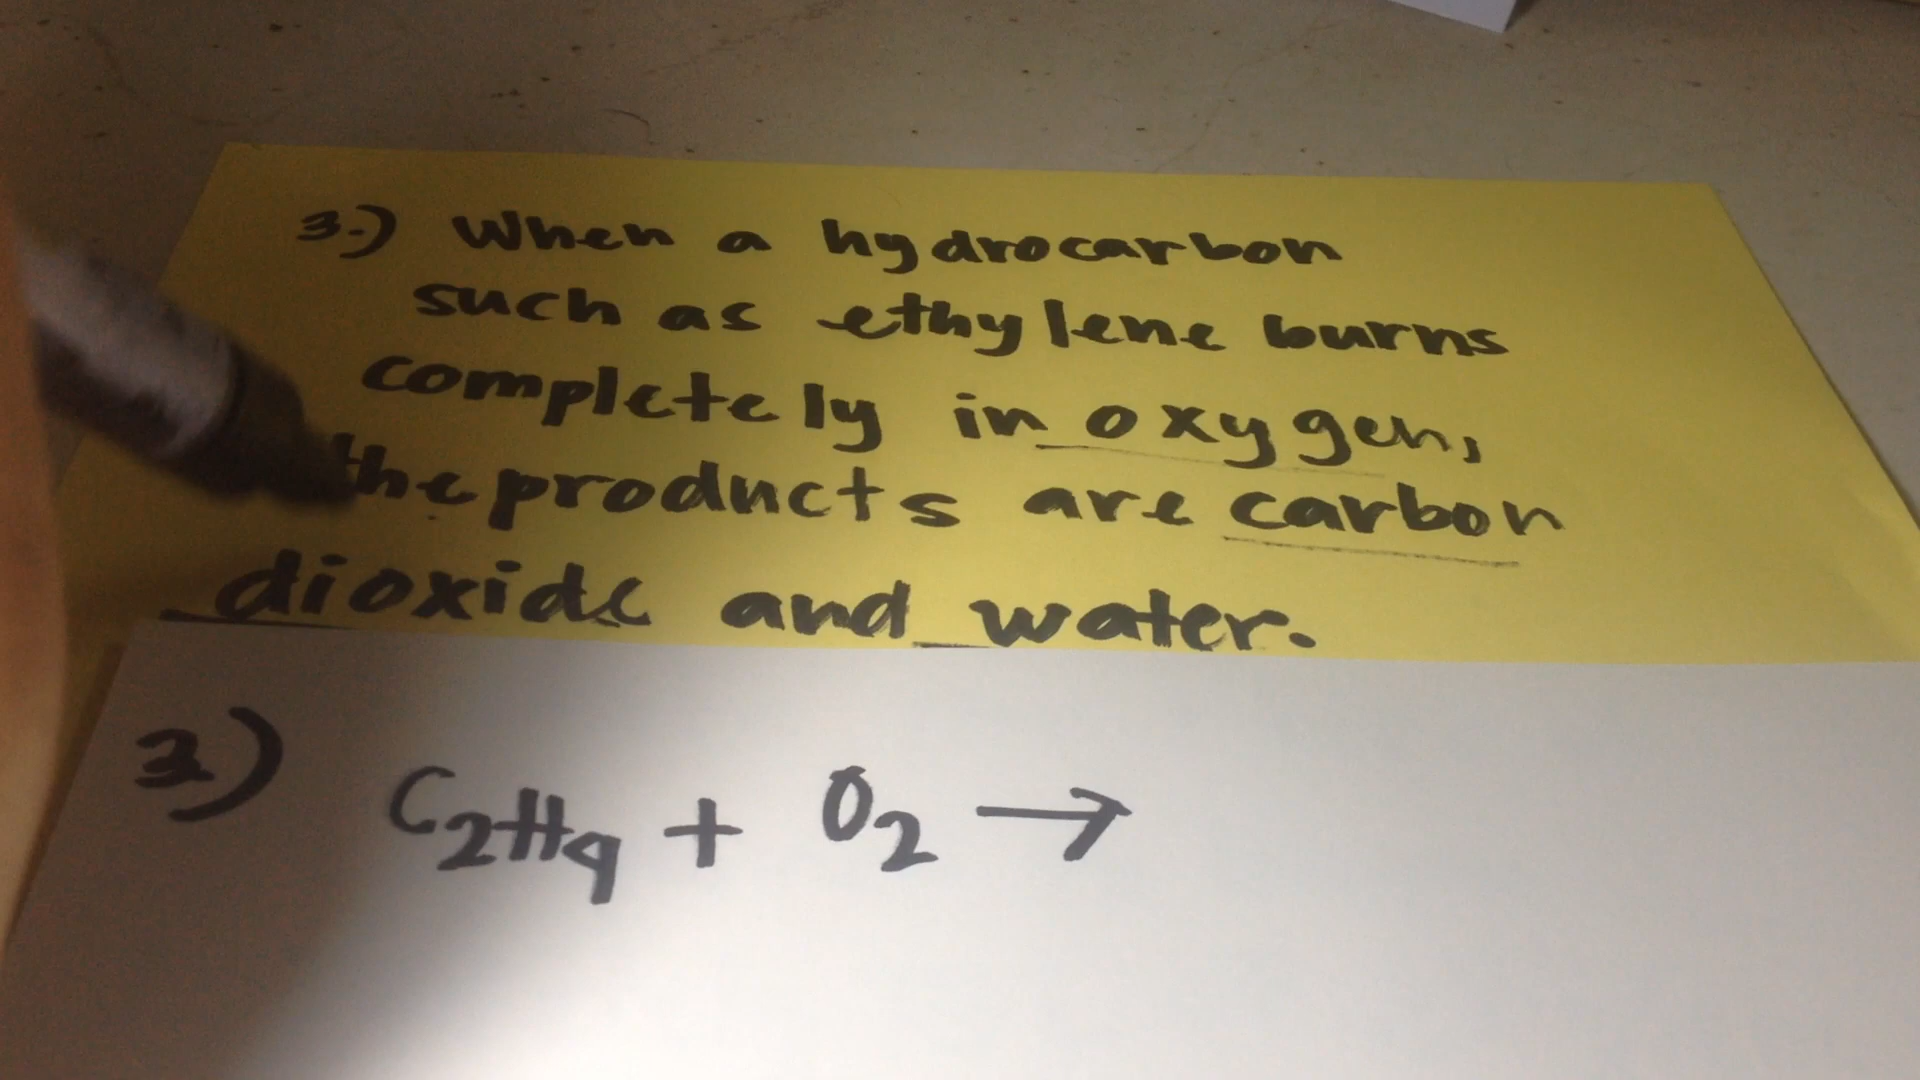 3.) When a hydrocarbon
such as ethylene burns
completely in oxygen,
the products are carbon
dioxide and water.
3) C2H4 + O2 →